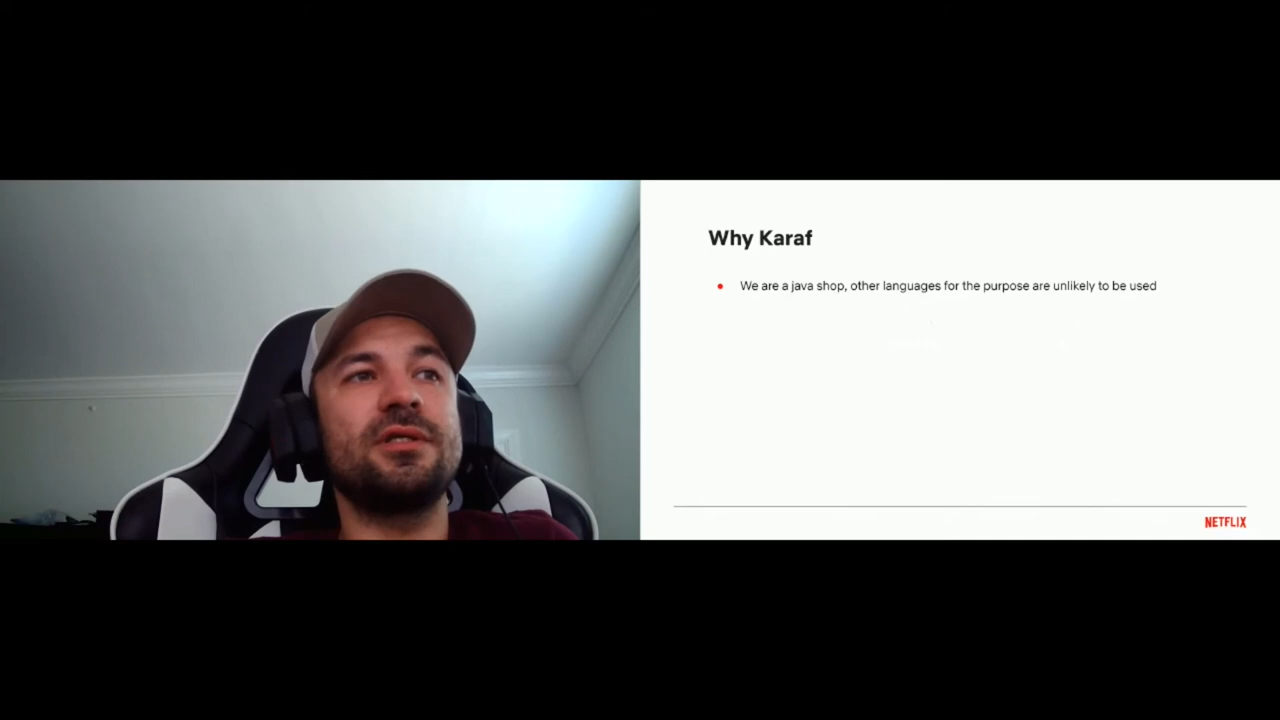 Why Karaf
We are a java shop, other languages for the purpose are unlikely to be used
NETFLIX